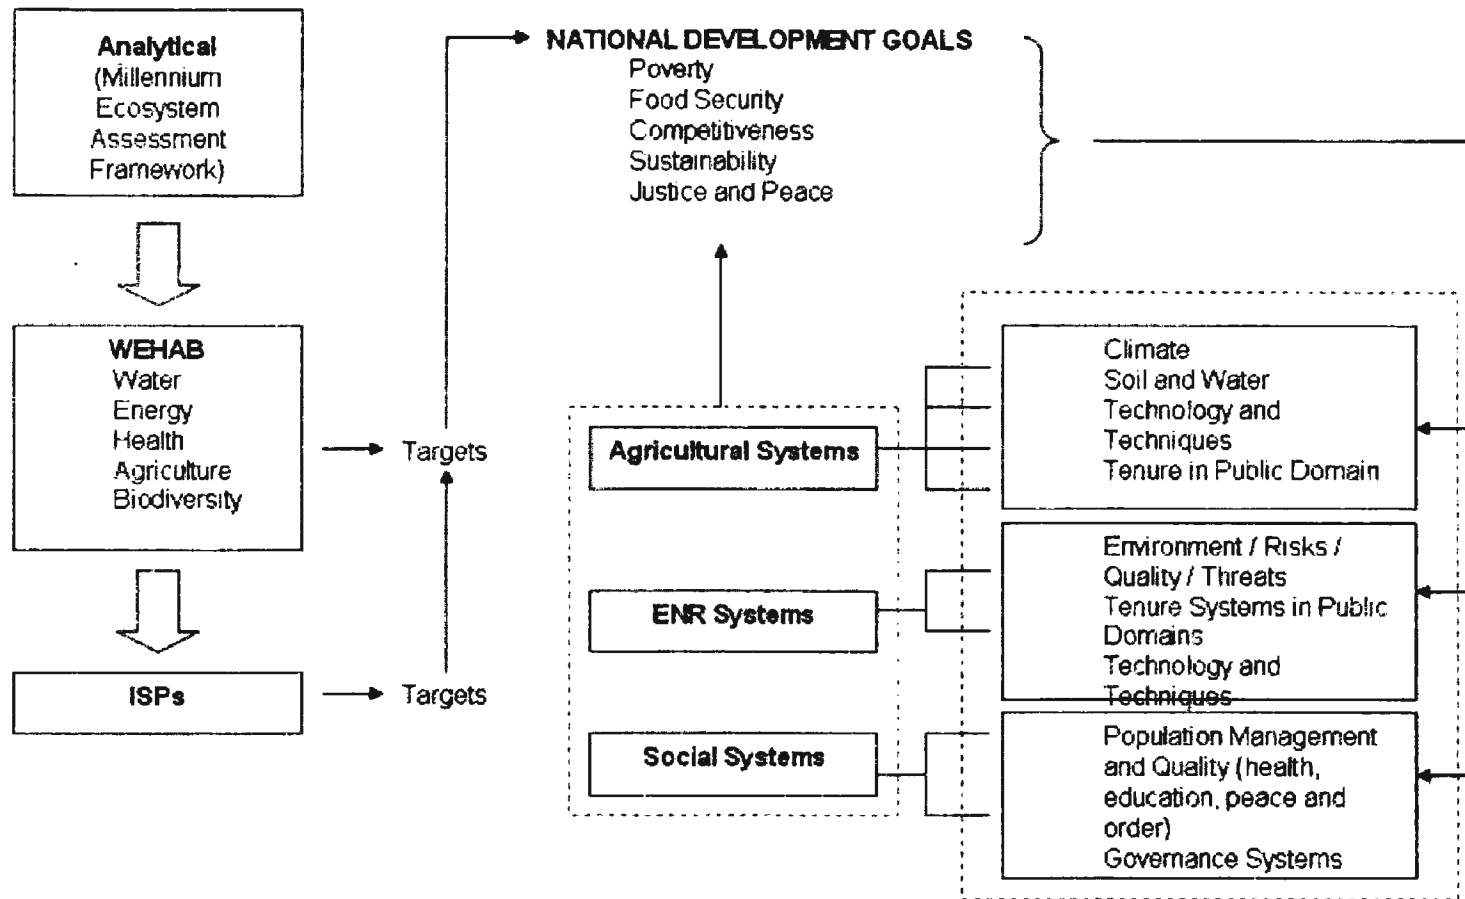 Analytical
(Millennium
Ecosystem
Assessment
Framework)
WEHAB
Water
Energy
Health
Agriculture
Biodiversity
ISPs
Targets
Targets
NATIONAL DEVELOPMENT GOALS
Poverty
Food Security
Competitiveness
Sustainability
Justice and Peace
Agricultural Systems
ENR Systems
Social Systems
Climate
Soil and Water
Technology and
Techniques
Tenure in Public Domain
Environment / Risks /
Quality / Threats
Tenure Systems in Public
Domains
Technology and
Techniques
Population Management
and Quality (health,
education, peace and
order)
Governance Systems